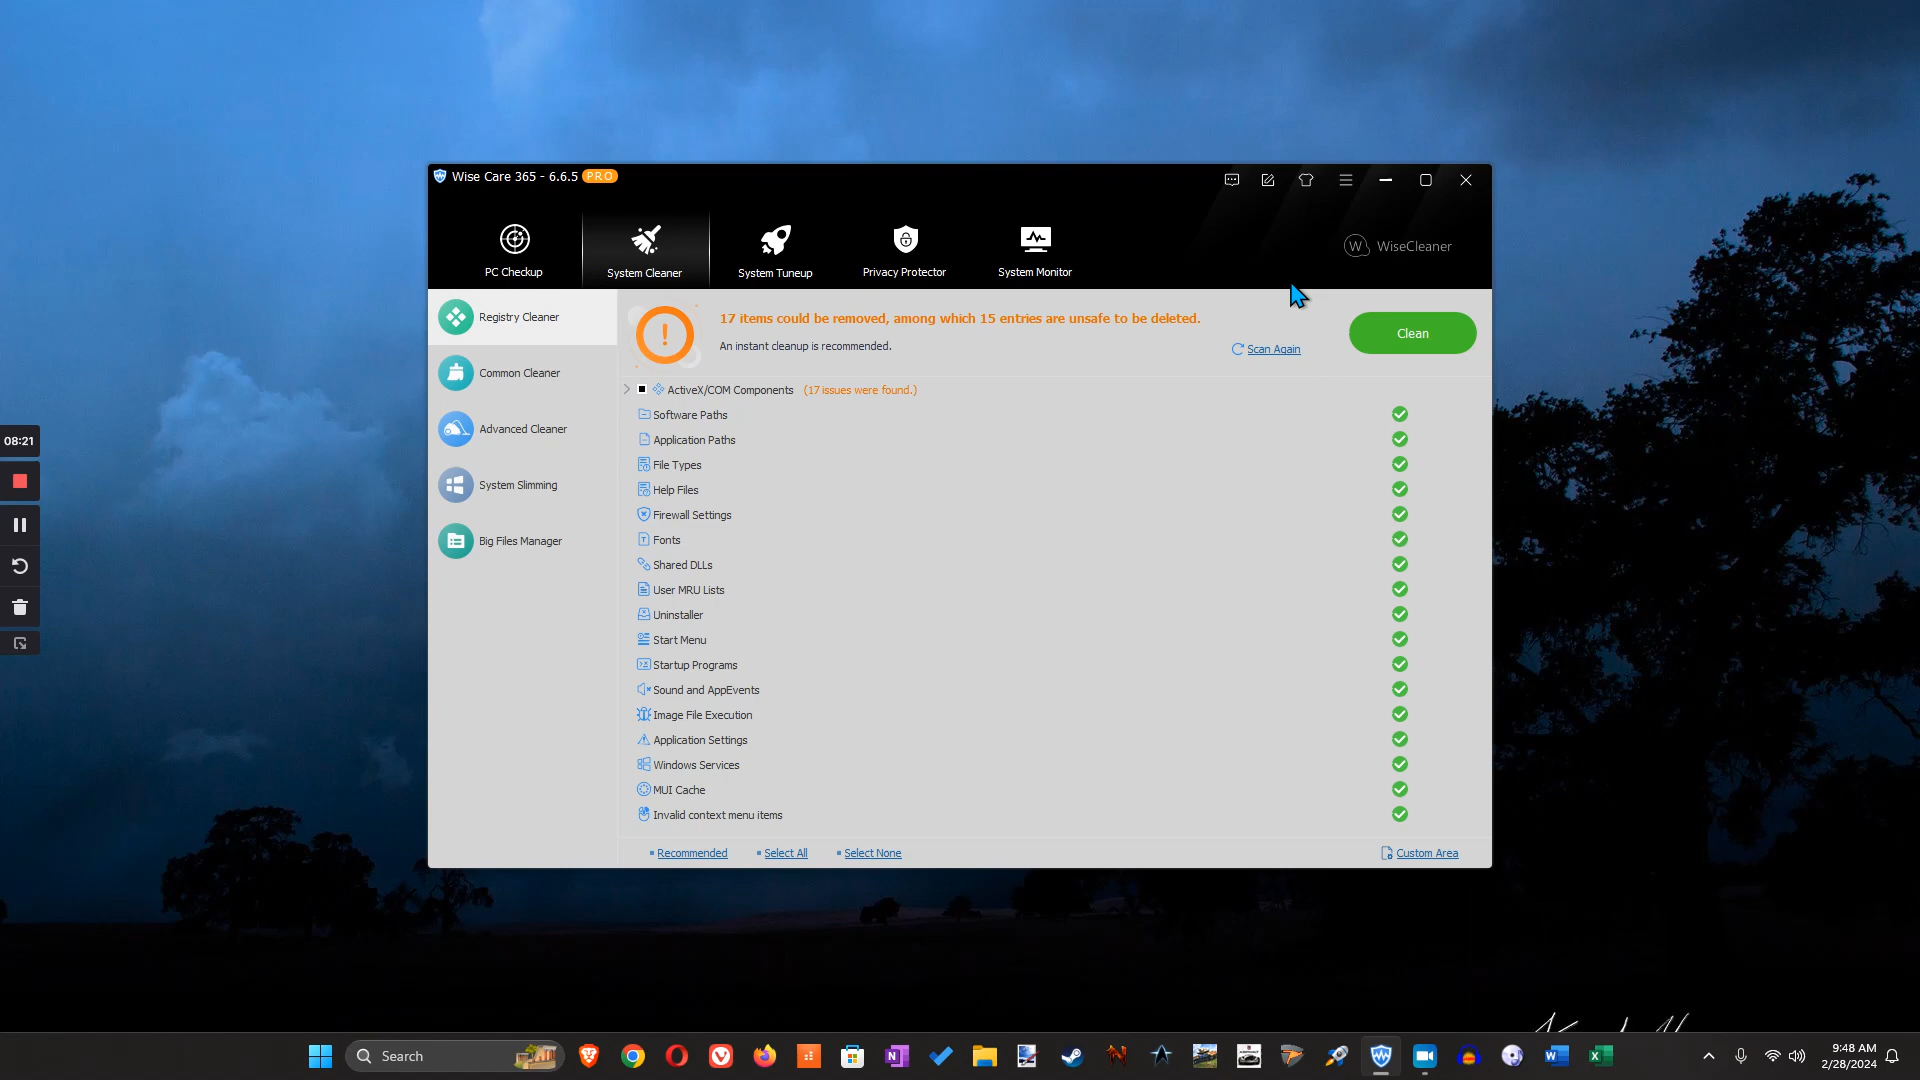 Wise Care 365 - 6.6.5 PRO
PC Checkup
System Cleaner
System Tuneup
Privacy Protector
System Monitor
WiseCleaner
Registry Cleaner
Common Cleaner
Advanced Cleaner
System Slimming
Big Files Manager
17 items could be removed, among which 15 entries are unsafe to be deleted.
An instant cleanup is recommended.
Scan Again
Clean
ActiveX/COM Components (17 issues were found.)
Software Paths
Application Paths
File Types
Help Files
Firewall Settings
Fonts
Shared DLLs
User MRU Lists
Uninstaller
Start Menu
Startup Programs
Sound and AppEvents
Image File Execution
Application Settings
Windows Services
MUI Cache
Invalid context menu items
Recommended
Select All
Select None
Custom Area
08:21
Search
9:48 AM
2/28/2024